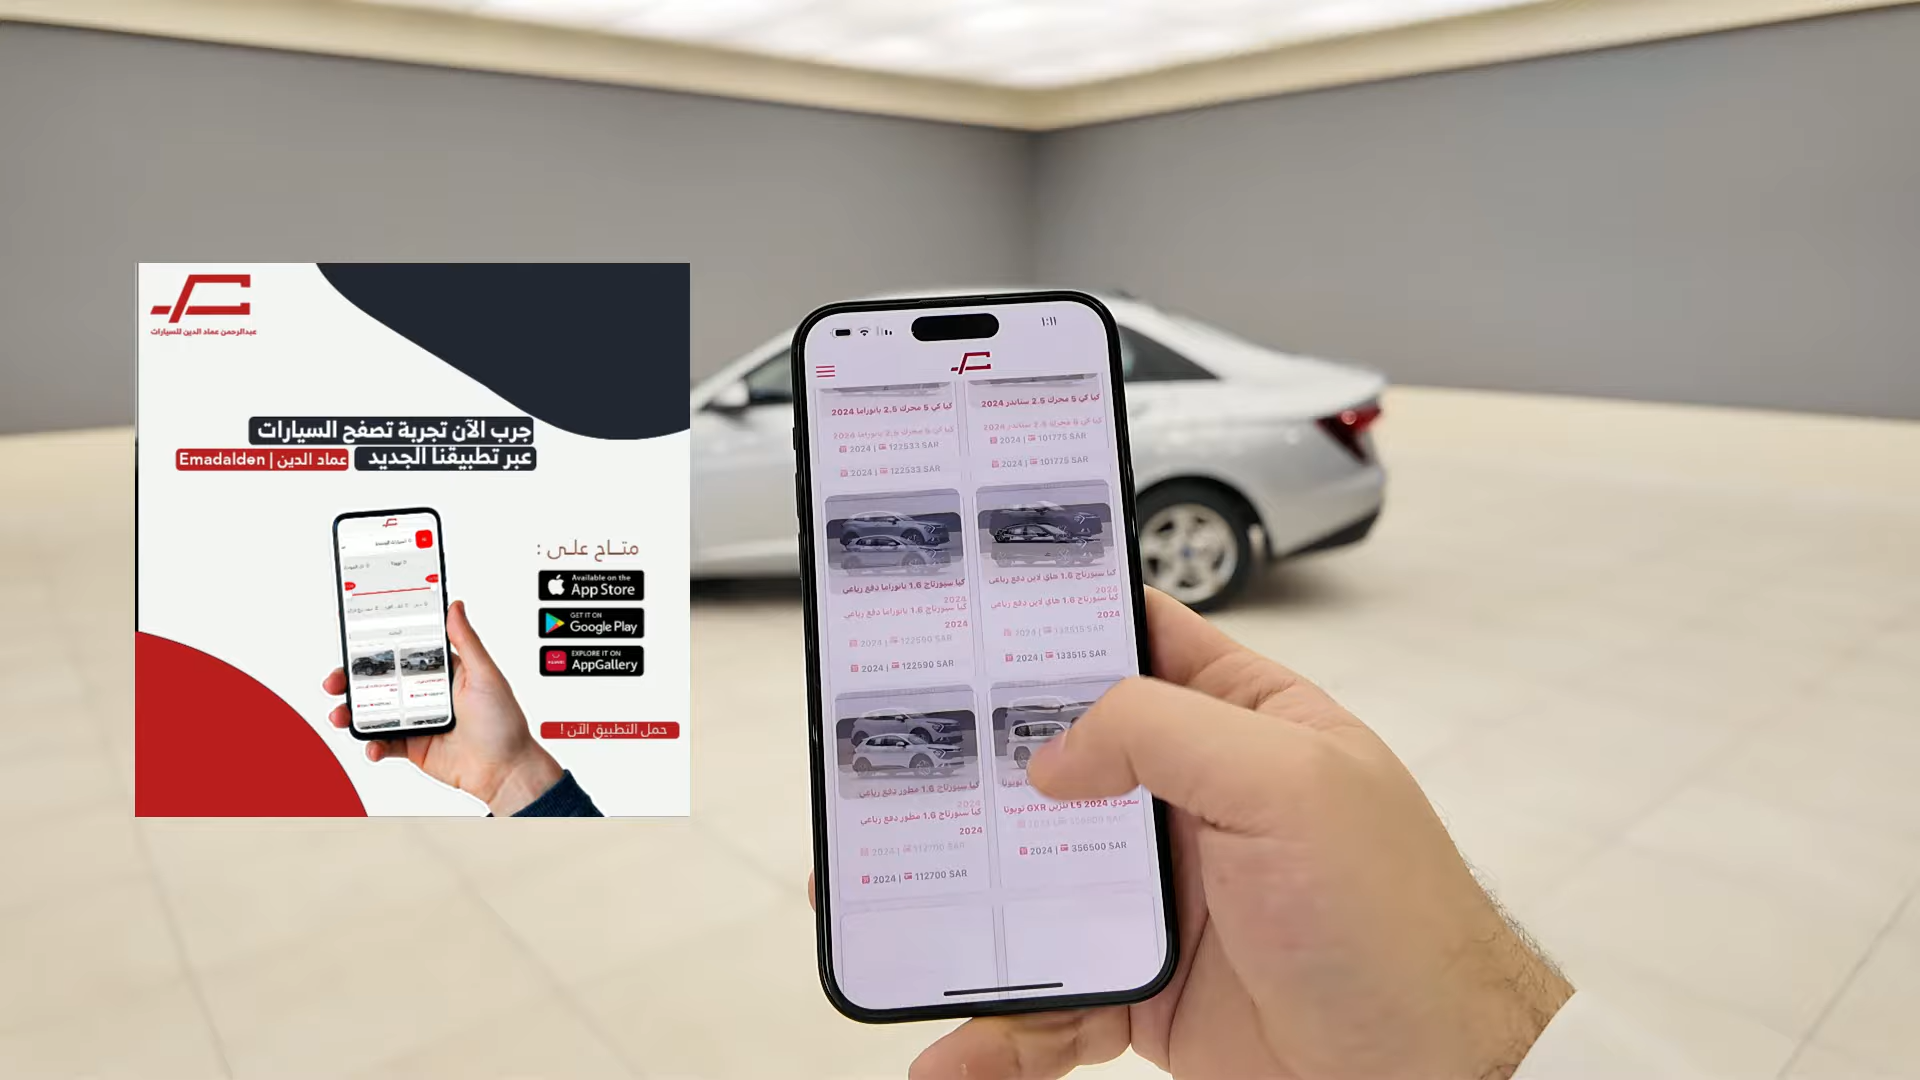 عبدالرحمن عماد الدين للسيارات
جرب الآن تجربة تصفح السيارات
عبر تطبيقنا الجديد عماد الدين | Emadalden
متاح على :
Available on the
App Store
GET IT ON
Google Play
EXPLORE IT ON
AppGallery
حمل التطبيق الآن !
1:11
كيا كي 5 محرك 2.5 بانوراما 2024
كيا كي 5 محرك 2.5 ستاندر 2024
2024 | 122533 SAR
2024 | 101775 SAR
كيا سبورتاج 1.6 بانوراما دفع رباعي
2024
كيا سبورتاج 1.6 هاي لاين دفع رباعي
2024
2024 | 122590 SAR
2024 | 133515 SAR
كيا سبورتاج 1.6 مطور دفع رباعي
2024
تويوتا GXR بنزين L5 2024 سعودي
2024 | 112700 SAR
2024 | 356500 SAR